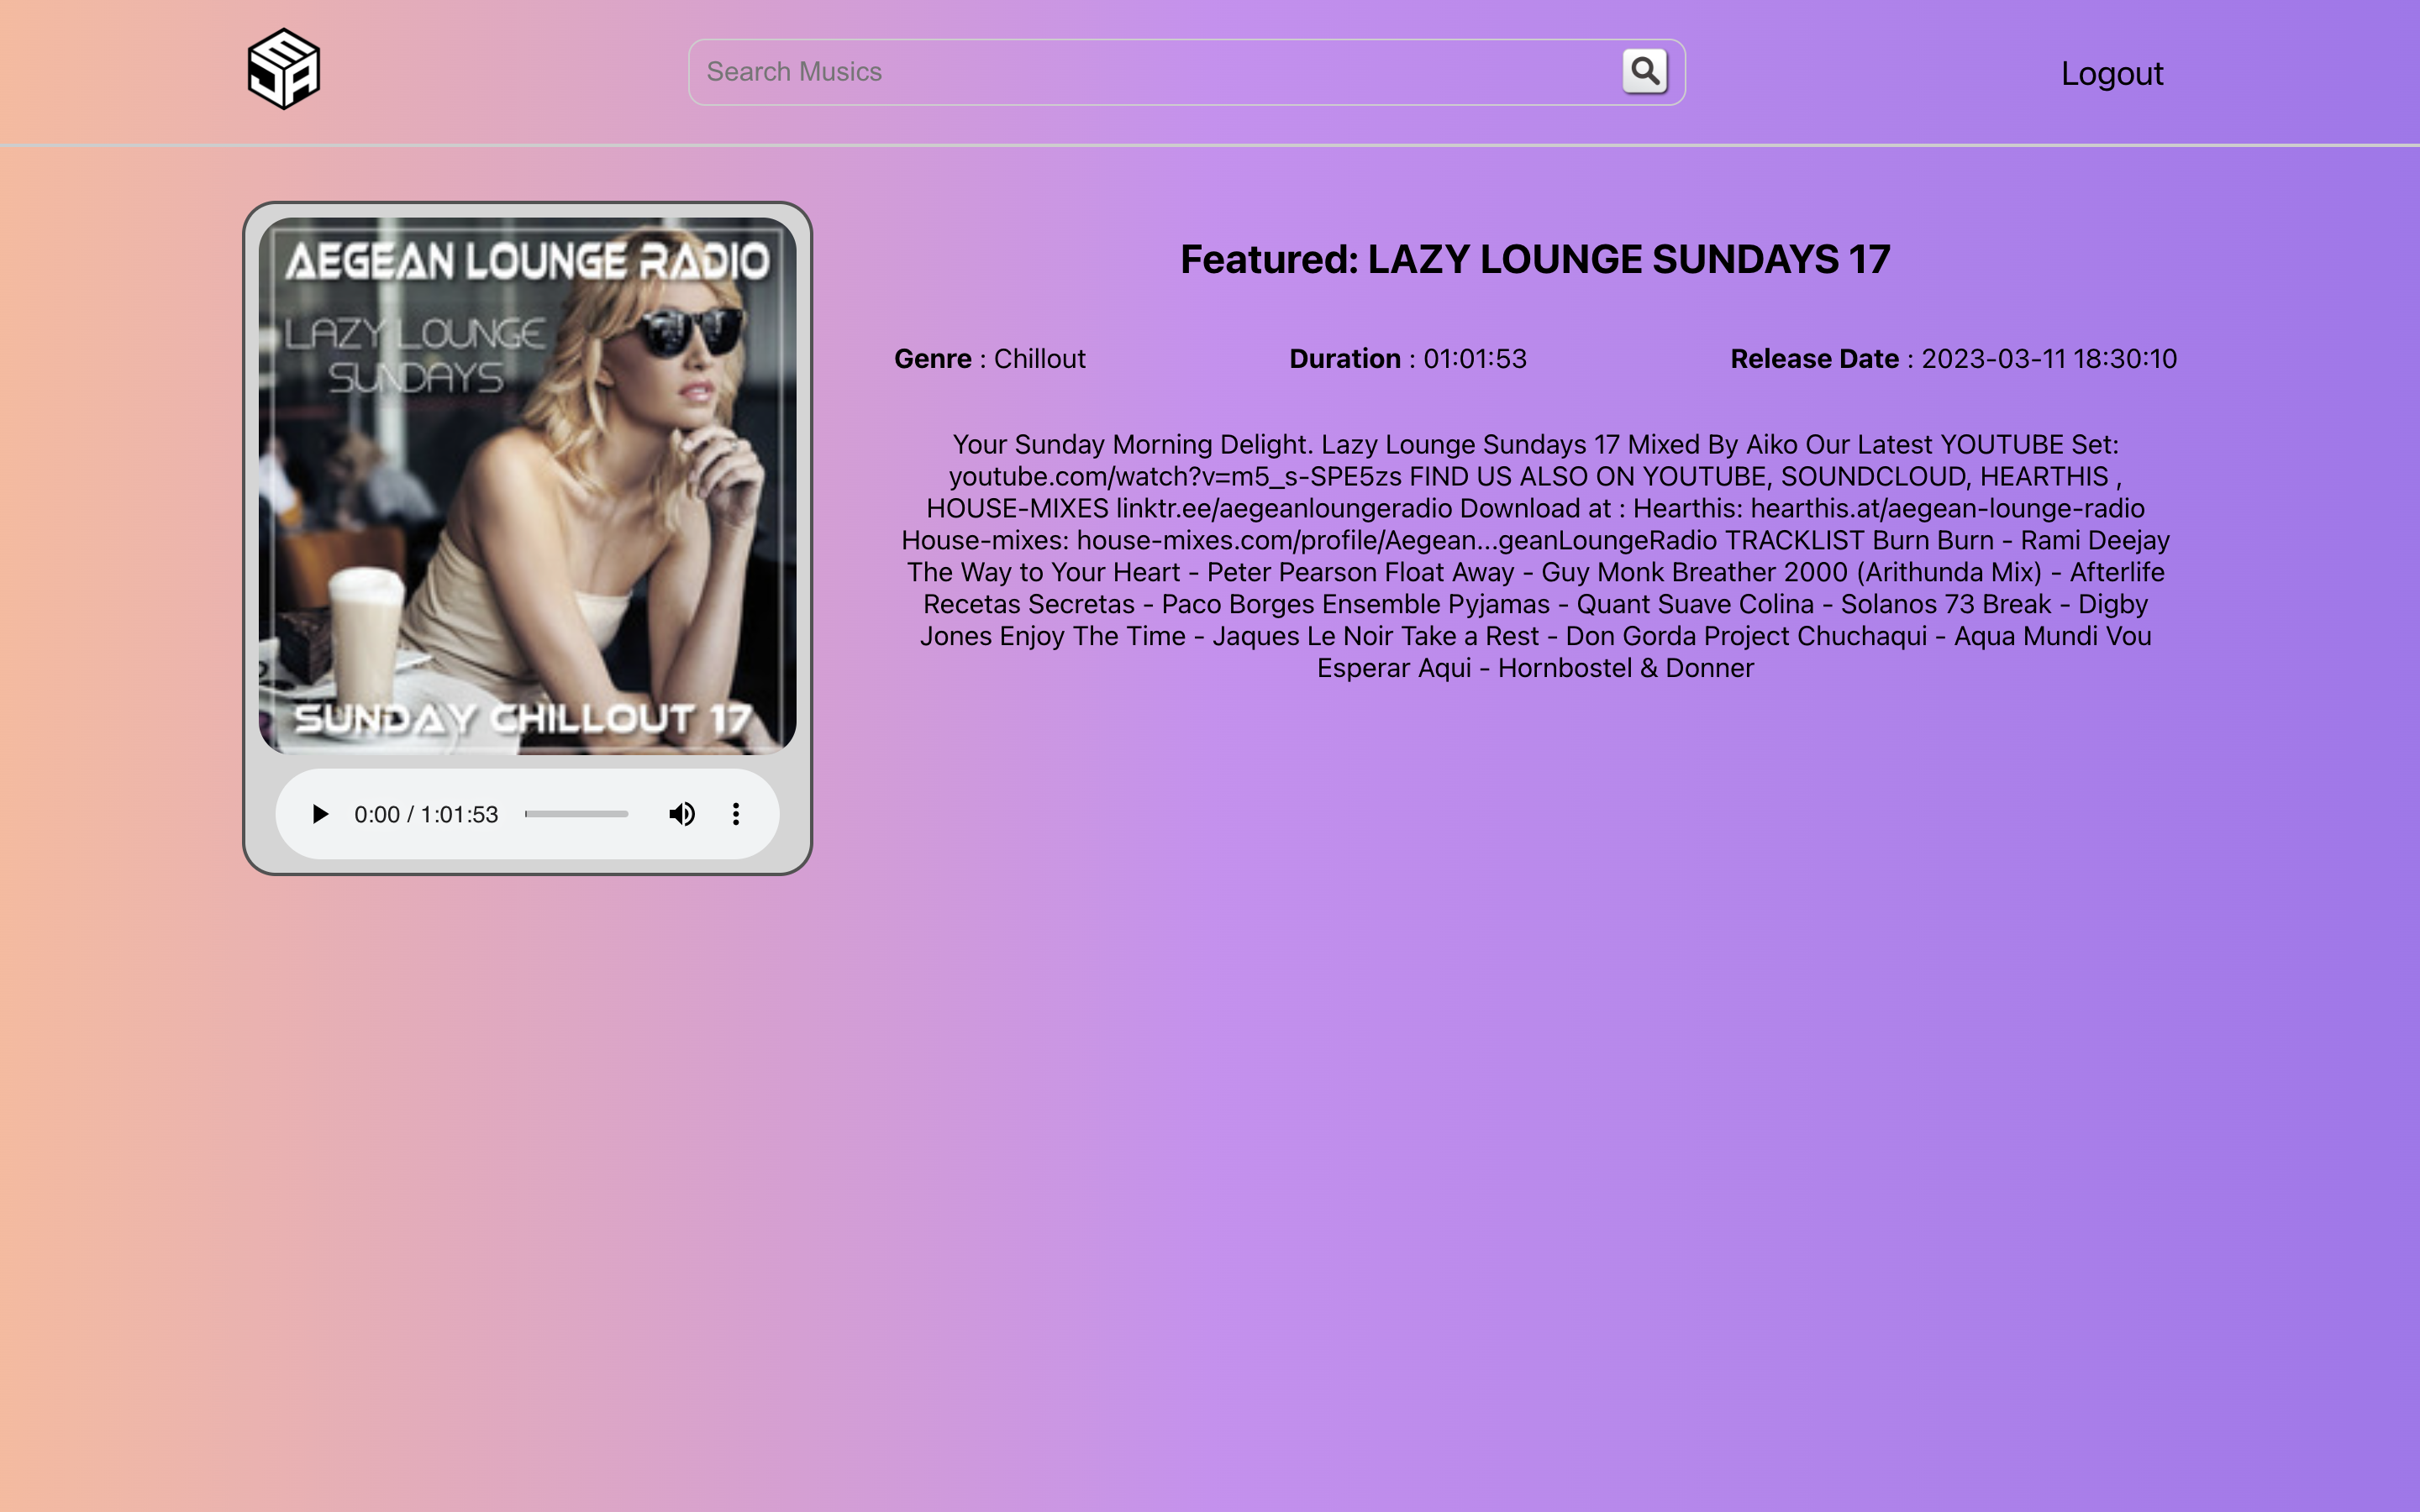 SJA
Search Musics
Logout
AEGEAN LOUNGE RADIO
LAZY LOUNGE
SUNDAYS
SUNDAY CHILLOUT 17
0:00 / 1:01:53
Featured: LAZY LOUNGE SUNDAYS 17
Genre : Chillout
Duration : 01:01:53
Release Date : 2023-03-11 18:30:10
Your Sunday Morning Delight. Lazy Lounge Sundays 17 Mixed By Aiko Our Latest YOUTUBE Set:
youtube.com/watch?v=m5_s-SPE5zs FIND US ALSO ON YOUTUBE, SOUNDCLOUD, HEARTHIS ,
HOUSE-MIXES linktr.ee/aegeanloungeradio Download at : Hearthis: hearthis.at/aegean-lounge-radio
House-mixes: house-mixes.com/profile/Aegean...geanLoungeRadio TRACKLIST Burn Burn - Rami Deejay
The Way to Your Heart - Peter Pearson Float Away - Guy Monk Breather 2000 (Arithunda Mix) - Afterlife
Recetas Secretas - Paco Borges Ensemble Pyjamas - Quant Suave Colina - Solanos 73 Break - Digby
Jones Enjoy The Time - Jaques Le Noir Take a Rest - Don Gorda Project Chuchaqui - Aqua Mundi Vou
Esperar Aqui - Hornbostel & Donner